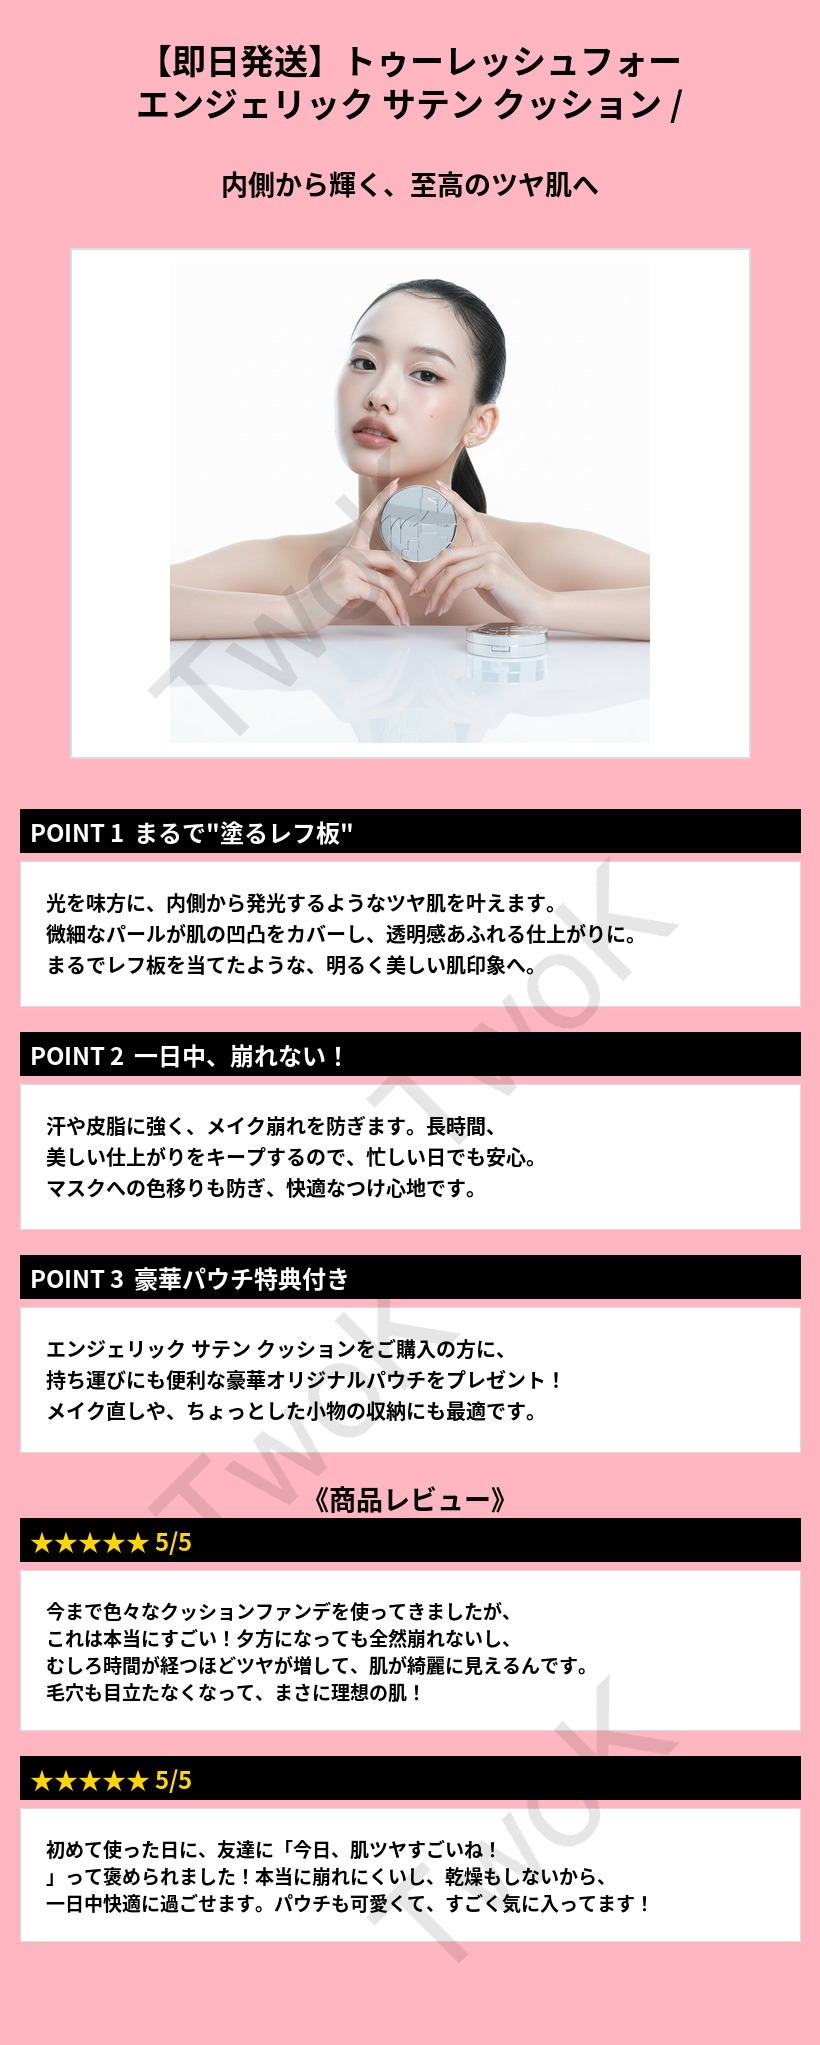 【即日発送】トゥーレッシュフォー
エンジェリック サテン クッション /
内側から輝く、至高のツヤ肌へ
TwoK
POINT 1 まるで"塗るレフ板"
光を味方に、内側から発光するようなツヤ肌を叶えます。
微細なパールが肌の凹凸をカバーし、透明感あふれる仕上がりに。
まるでレフ板を当てたような、明るく美しい肌印象へ。
TwoK
POINT 2 一日中、崩れない！
汗や皮脂に強く、メイク崩れを防ぎます。長時間、
美しい仕上がりをキープするので、忙しい日でも安心。
マスクへの色移りも防ぎ、快適なつけ心地です。
POINT 3 豪華パウチ特典付き
エンジェリック サテン クッションをご購入の方に、
持ち運びにも便利な豪華オリジナルパウチをプレゼント！
メイク直しや、ちょっとした小物の収納にも最適です。
TwoK
《商品レビュー》
★★★★★ 5/5
今まで色々なクッションファンデを使ってきましたが、
これは本当にすごい！夕方になっても全然崩れないし、
むしろ時間が経つほどツヤが増して、肌が綺麗に見えるんです。
毛穴も目立たなくなって、まさに理想の肌！
★★★★★ 5/5
初めて使った日に、友達に「今日、肌ツヤすごいね！
」って褒められました！本当に崩れにくいし、乾燥もしないから、
一日中快適に過ごせます。パウチも可愛くて、すごく気に入ってます！
TwoK